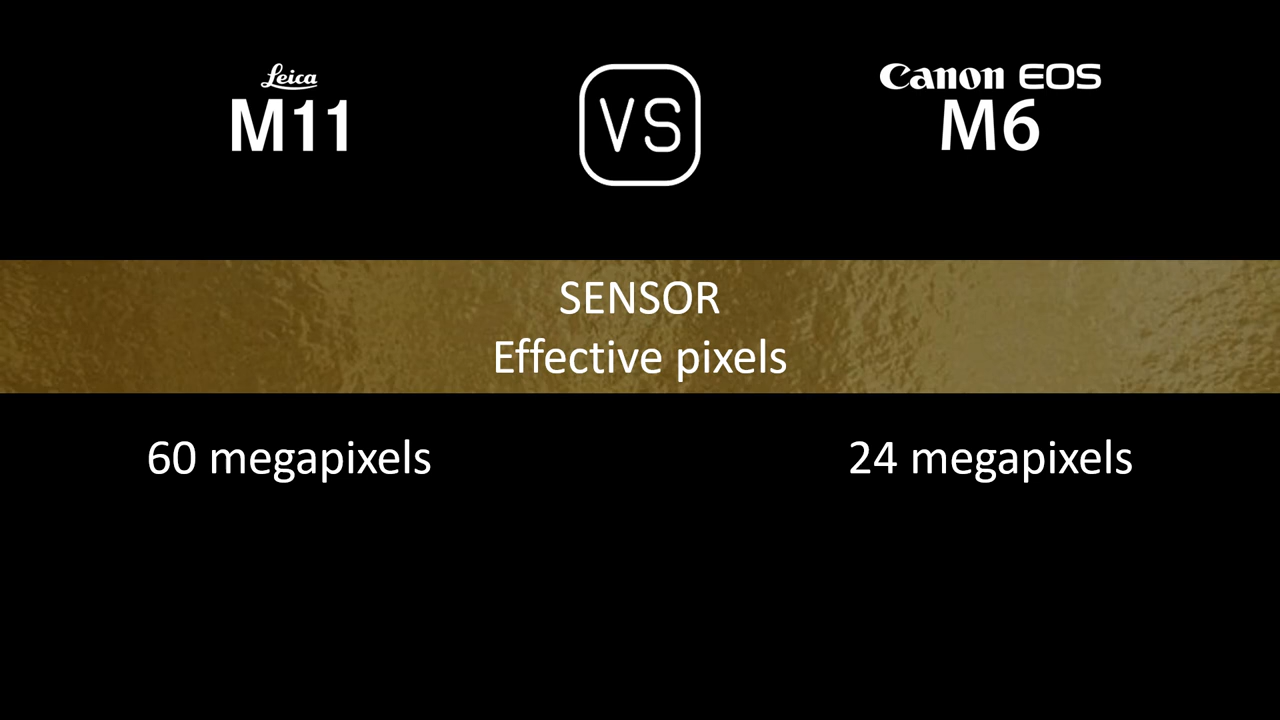 Leica
M11
VS
Canon EOS
M6
SENSOR
Effective pixels
60 megapixels
24 megapixels